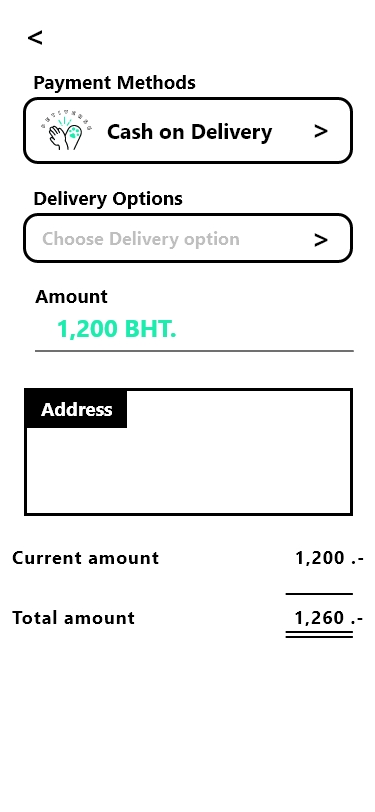 <
Payment Methods
Cash on Delivery >
Delivery Options
Choose Delivery option >
Amount
1,200 BHT.
Address
Current amount 1,200 .-
Total amount 1,260 .-